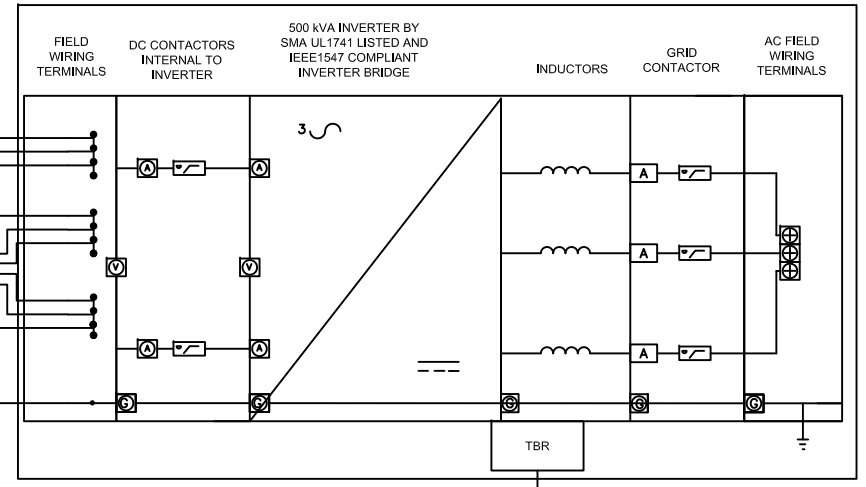 FIELD
WIRING
TERMINALS
DC CONTACTORS
INTERNAL TO
INVERTER
500 kVA INVERTER BY
SMA UL1741 LISTED AND
IEEE1547 COMPLIANT
INVERTER BRIDGE
INDUCTORS
GRID
CONTACTOR
AC FIELD
WIRING
TERMINALS
3
A
A
A
A
V
V
A
A
A
A
G
G
G
G
G
TBR